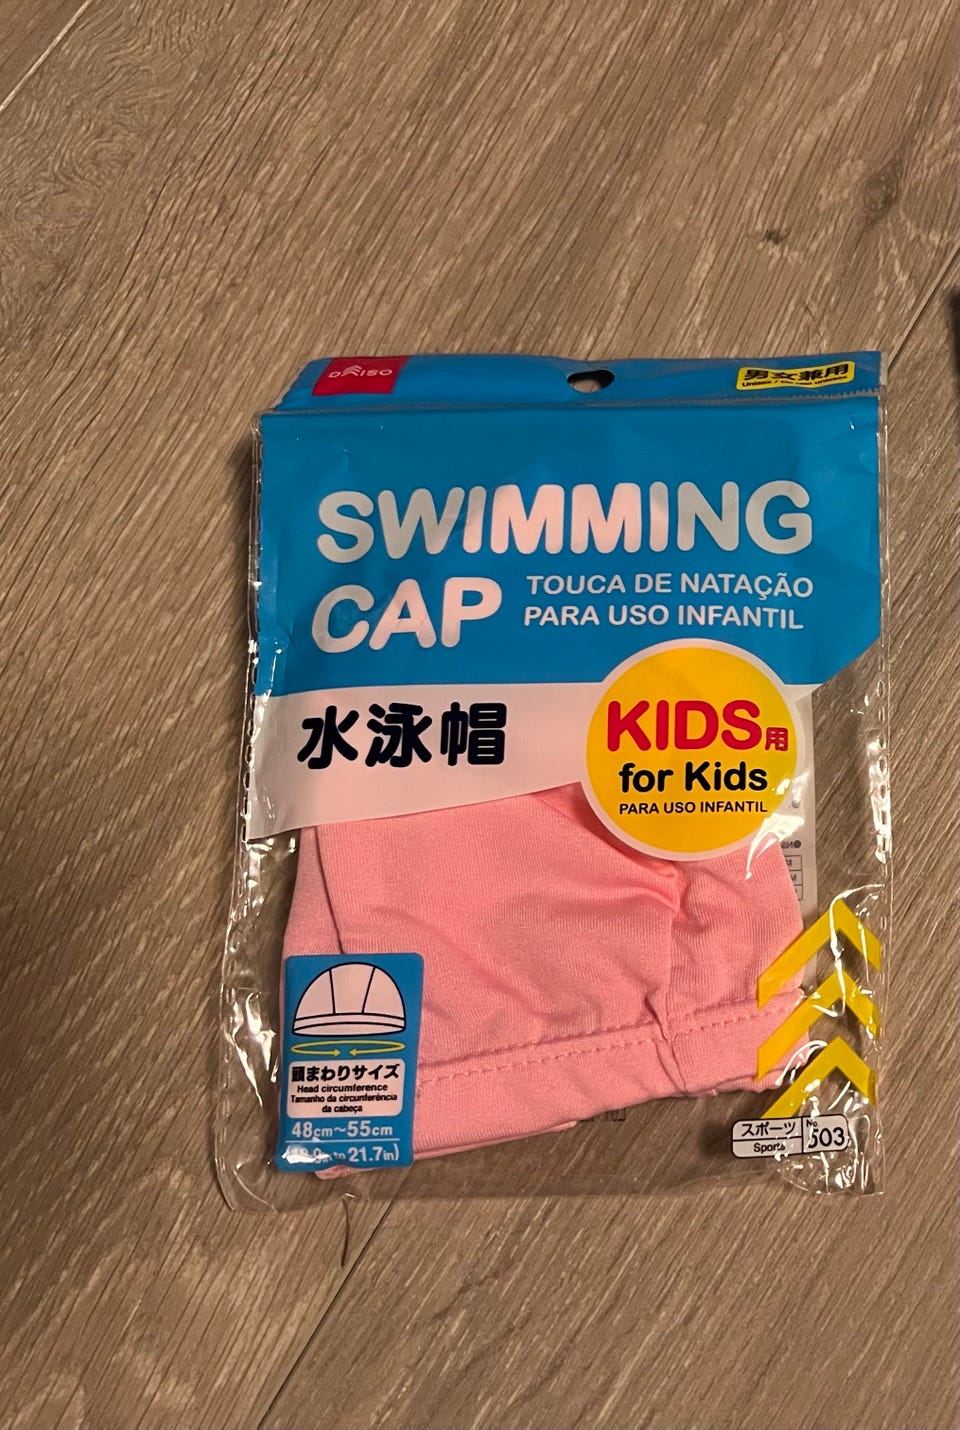 DAISO
男女兼用
SWIMMING
CAP
TOUCA DE NATAÇÃO
PARA USO INFANTIL
水泳帽
KIDS用
for Kids
PARA USO INFANTIL
頭まわりサイズ
Head circumference
Tamanho da circunferência
da cabeça
48cm～55cm
21.7in)
スポーツ
Sports
No
503